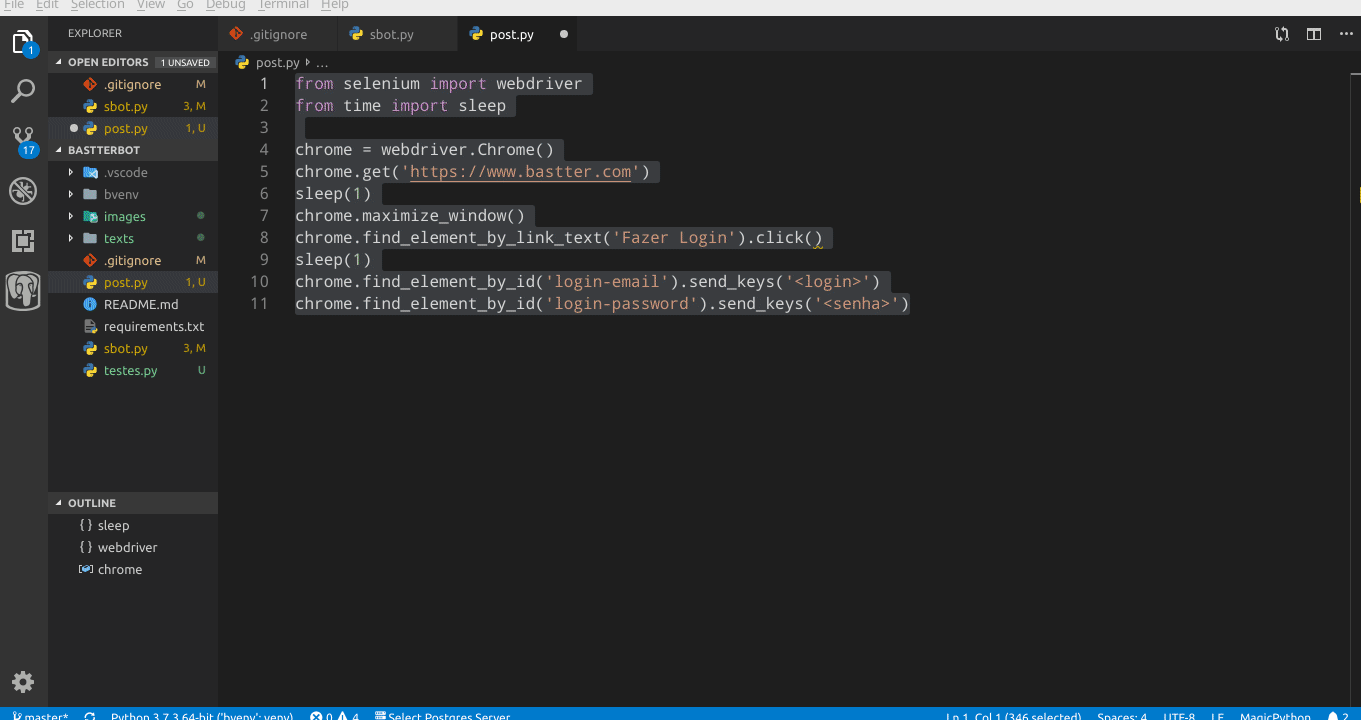 File Edit Selection View Go Debug Terminal Help
EXPLORER
.gitignore
sbot.py
post.py
OPEN EDITORS 1 UNSAVED
.gitignore M
sbot.py 3, M
post.py 1, U
BASTTERBOT
.vscode
bvenv
images
texts
.gitignore M
post.py 1, U
README.md
requirements.txt
sbot.py 3, M
testes.py U
OUTLINE
{} sleep
{} webdriver
chrome
1
17
post.py ...
1 from selenium import webdriver
2 from time import sleep
3
4 chrome = webdriver.Chrome()
5 chrome.get('https://www.bastter.com')
6 sleep(1)
7 chrome.maximize_window()
8 chrome.find_element_by_link_text('Fazer Login').click()
9 sleep(1)
10 chrome.find_element_by_id('login-email').send_keys('<login>')
11 chrome.find_element_by_id('login-password').send_keys('<senha>')
master* Python 3.7.3 64-bit ('bvenv': venv) 0 4 Select Postgres Server Ln 1, Col 1 (346 selected) Spaces: 4 UTF-8 LF MagicPython 2